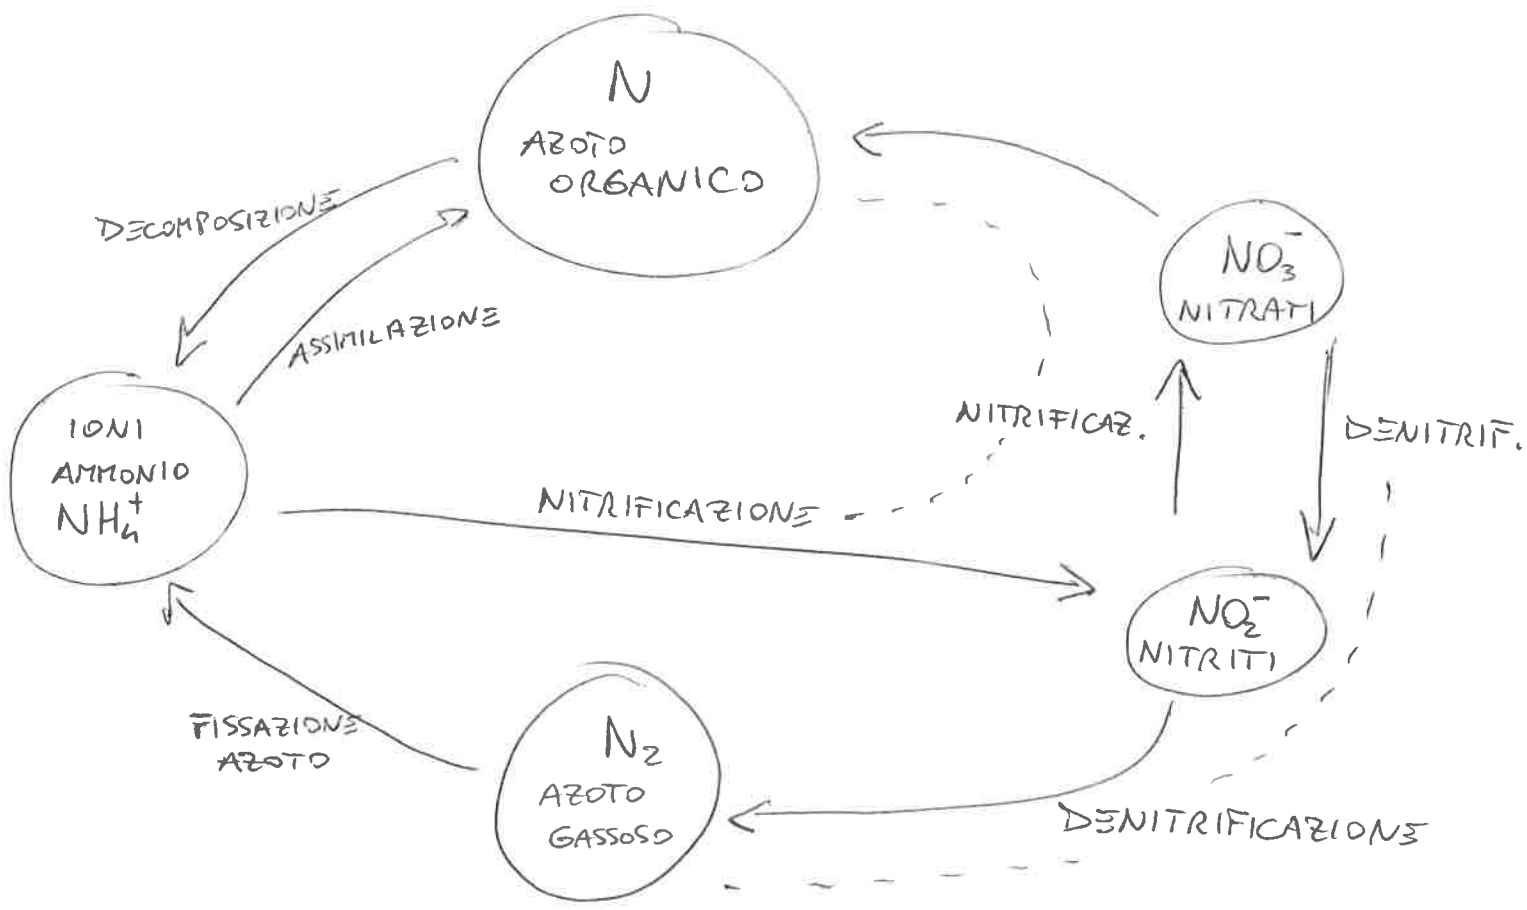 N
AZOTO
ORGANICO
DECOMPOSIZIONE
ASSIMILAZIONE
NO₃⁻
NITRATI
IONI
AMMONIO
NH₄⁺
NITRIFICAZ.
DENITRIF.
NITRIFICAZIONE
NO₂⁻
NITRITI
FISSAZIONE
AZOTO
N₂
AZOTO
GASSOSO
DENITRIFICAZIONE